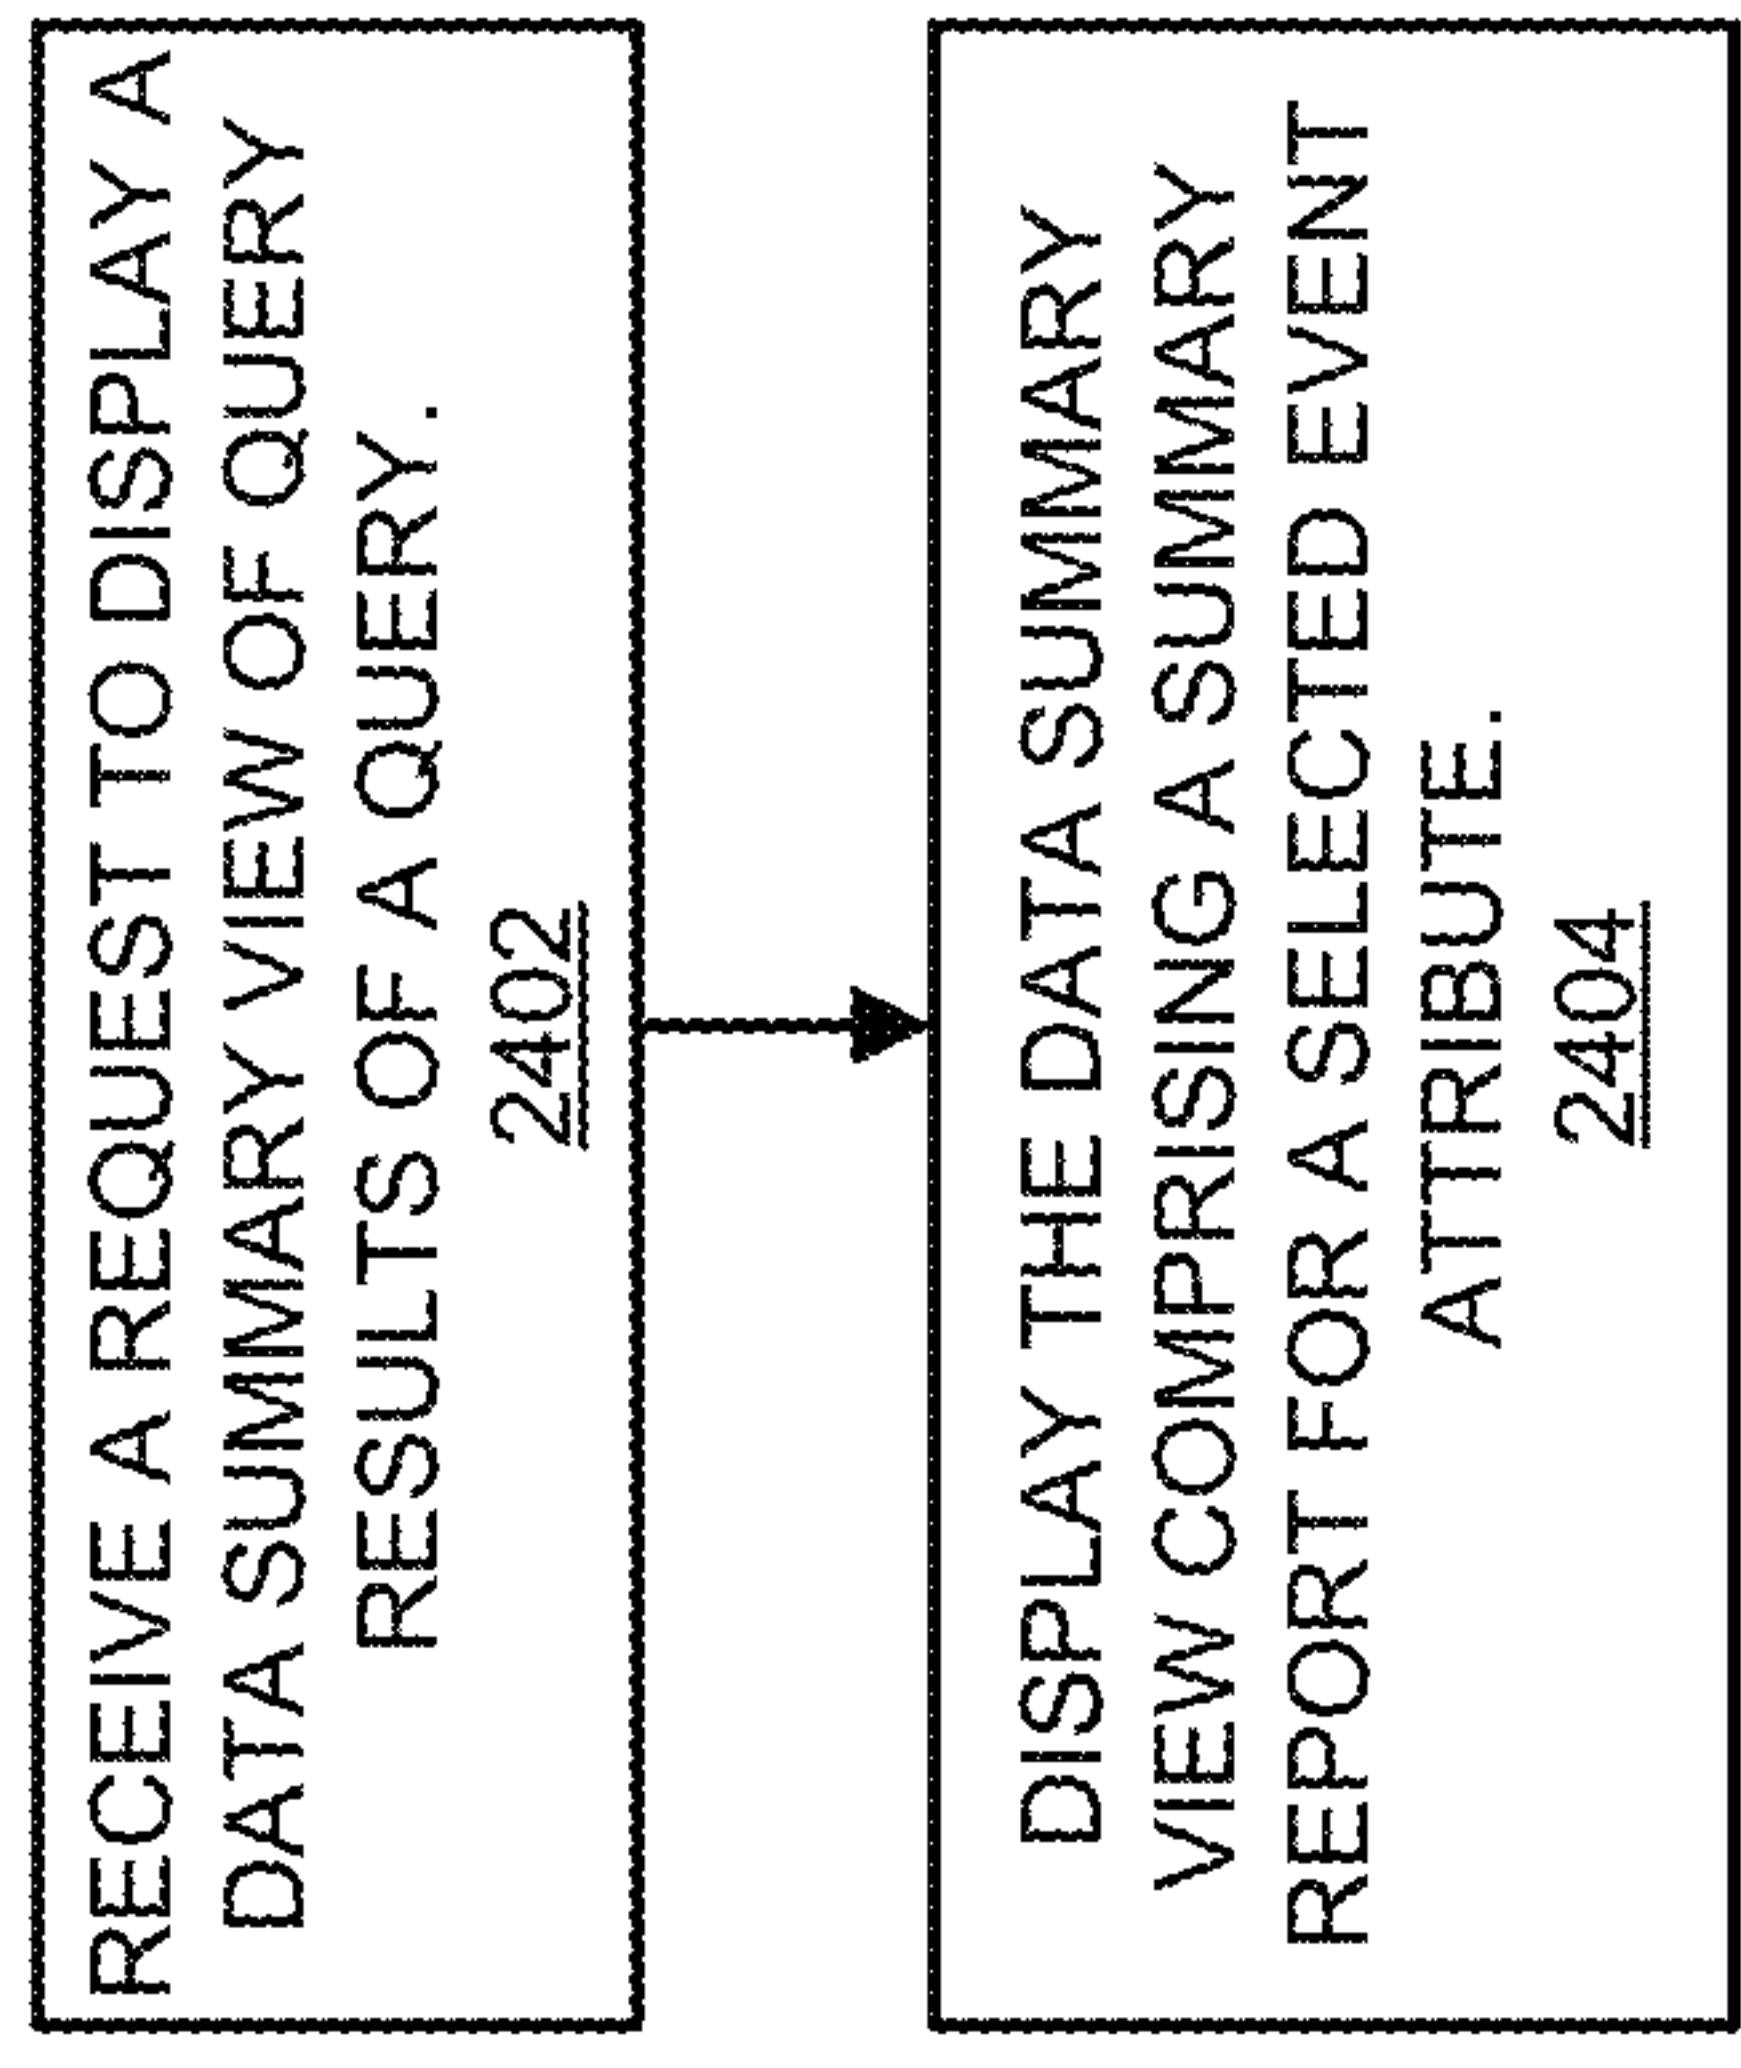 RECEIVE A REQUEST TO DISPLAY A
DATA SUMMARY VIEW OF QUERY
RESULTS OF A QUERY.
2402
DISPLAY THE DATA SUMMARY
VIEW COMPRISING A SUMMARY
REPORT FOR A SELECTED EVENT
ATTRIBUTE.
2404